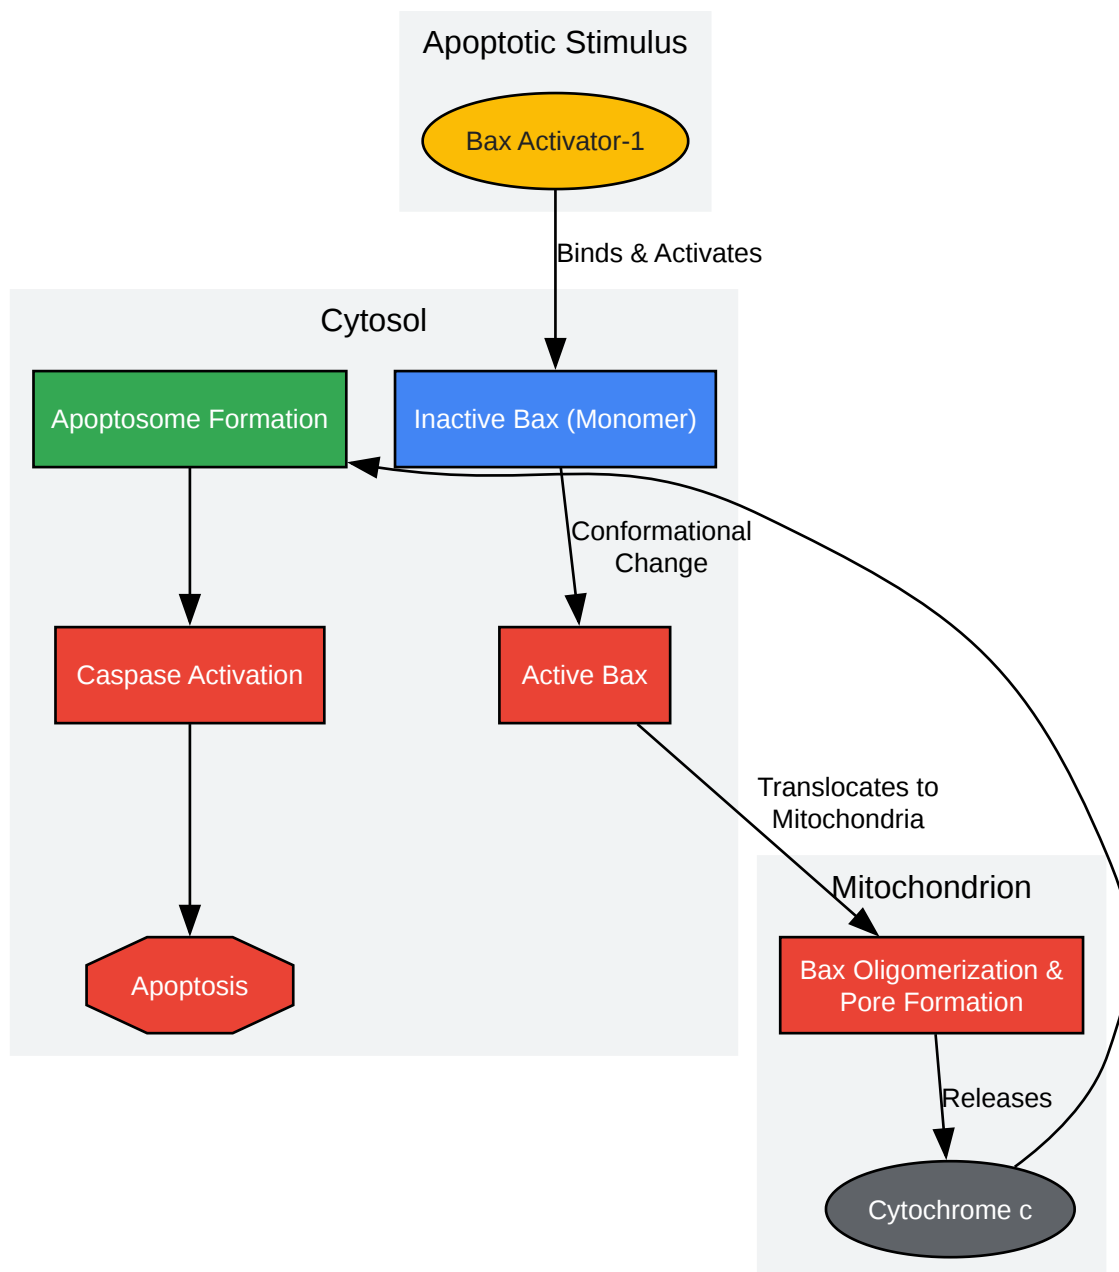 Apoptotic Stimulus
Bax Activator-1
Binds & Activates
Cytosol
Apoptosome Formation
Inactive Bax (Monomer)
Conformational
Change
Caspase Activation
Active Bax
Translocates to
Mitochondria
Mitochondrion
Apoptosis
Bax Oligomerization &
Pore Formation
Releases
Cytochrome c